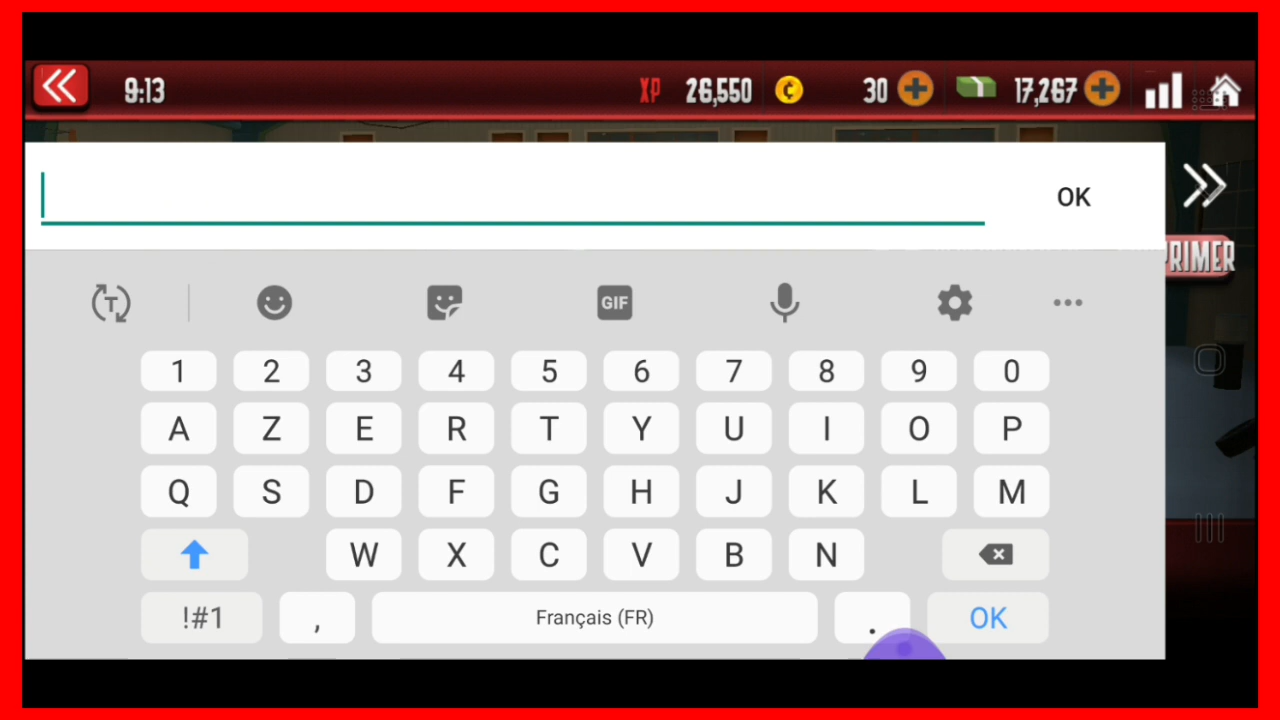 9:13 XP 26,550 30 17,267
OK
PRIMER
GIF
1 2 3 4 5 6 7 8 9 0
A Z E R T Y U I O P
Q S D F G H J K L M
W X C V B N
!#1 , Français (FR) . OK